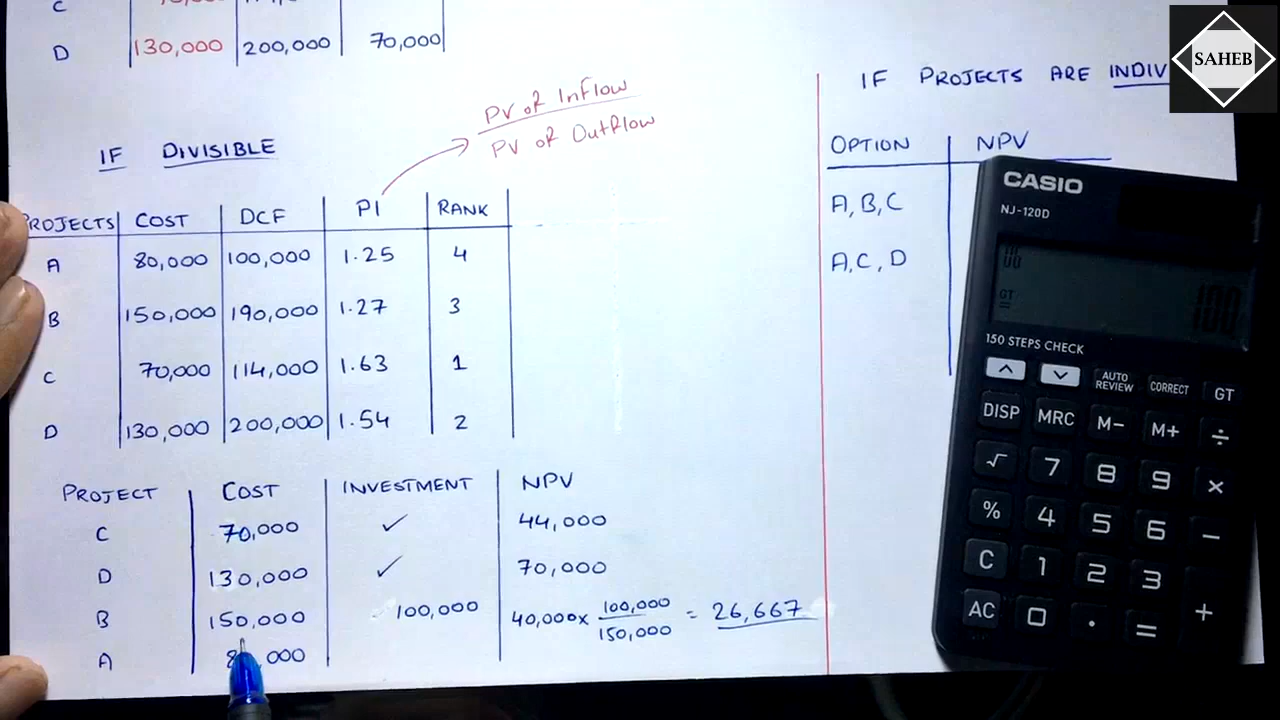 D 130,000 200,000 70,000
IF DIVISIBLE
PV of Inflow
PV of Outflow
PROJECTS COST DCF PI RANK
A 80,000 100,000 1.25 4
B 150,000 190,000 1.27 3
C 70,000 114,000 1.63 1
D 130,000 200,000 1.54 2
PROJECT COST INVESTMENT NPV
C 70,000 ✓ 44,000
D 130,000 ✓ 70,000
B 150,000 100,000 40,000 x 100,000 / 150,000 = 26,667
A 000
SAHEB
IF PROJECTS ARE INDIV
OPTION NPV
A, B, C
A, C, D
CASIO
NJ-120D
GT
=
100
150 STEPS CHECK
AUTO REVIEW CORRECT GT
DISP MRC M- M+ ÷
√ 7 8 9 ×
% 4 5 6 −
C 1 2 3 +
AC 0 . =